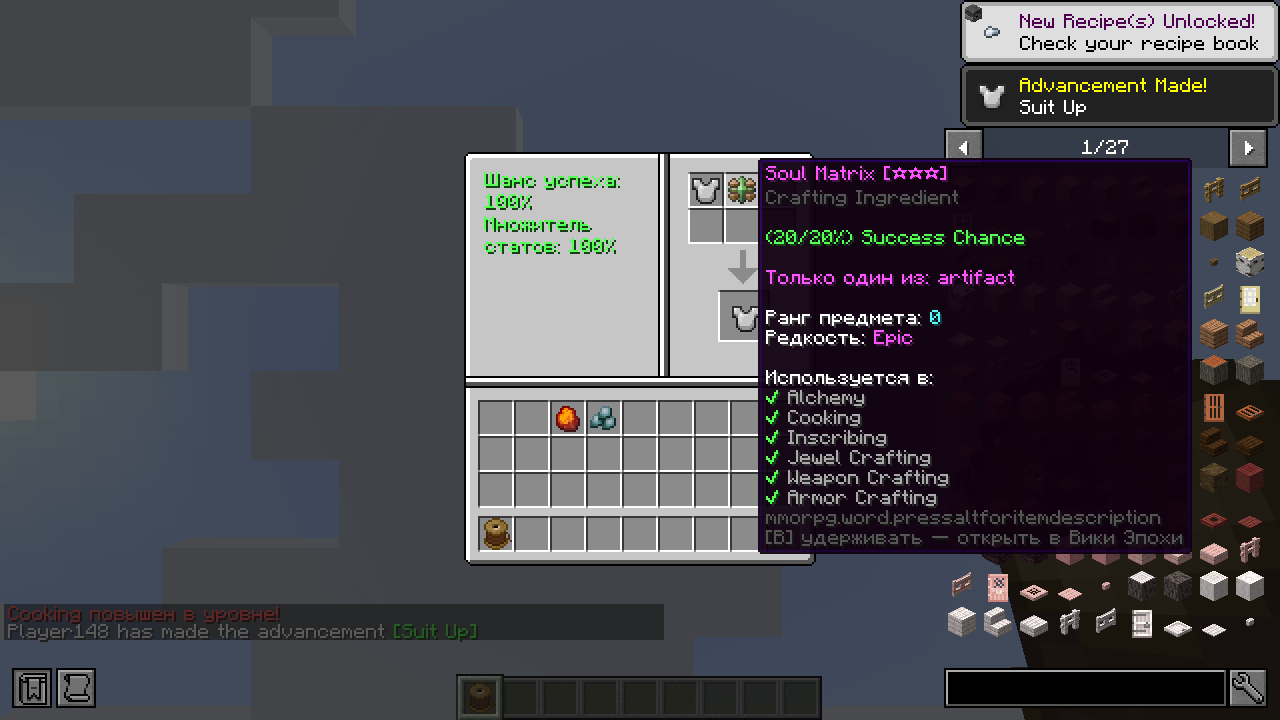 New Recipe(s) Unlocked!
Check your recipe book
Advancement Made!
Suit Up
1/27
Шанс успеха:
100%
Множитель
статов: 100%
Soul Matrix [☆☆☆]
Crafting Ingredient
(20/20%) Success Chance
Только один из: artifact
Ранг предмета: 0
Редкость: Epic
Используется в:
✓ Alchemy
✓ Cooking
✓ Inscribing
✓ Jewel Crafting
✓ Weapon Crafting
✓ Armor Crafting
mmorpg.word.pressaltforitemdescription
[B] удерживать — открыть в Вики Эпохи
Cooking повышен в уровне!
Player148 has made the advancement [Suit Up]